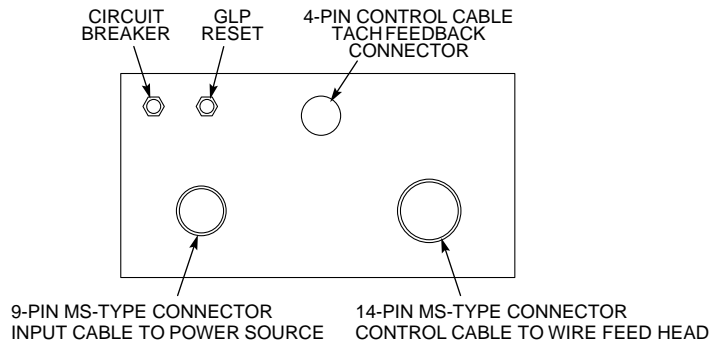 CIRCUIT
BREAKER
GLP
RESET
4-PIN CONTROL CABLE
TACH FEEDBACK
CONNECTOR
9-PIN MS-TYPE CONNECTOR
INPUT CABLE TO POWER SOURCE
14-PIN MS-TYPE CONNECTOR
CONTROL CABLE TO WIRE FEED HEAD